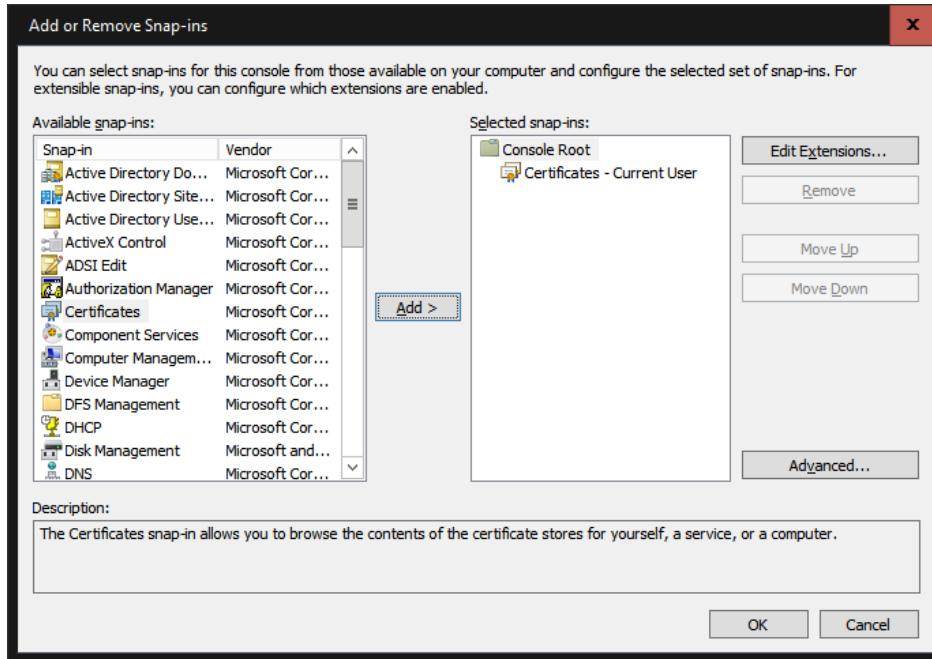 Add or Remove Snap-ins
x
You can select snap-ins for this console from those available on your computer and configure the selected set of snap-ins. For
extensible snap-ins, you can configure which extensions are enabled.
Available snap-ins:
Snap-in Vendor
Active Directory Do... Microsoft Cor...
Active Directory Site... Microsoft Cor...
Active Directory Use... Microsoft Cor...
ActiveX Control Microsoft Cor...
ADSI Edit Microsoft Cor...
Authorization Manager Microsoft Cor...
Certificates Microsoft Cor...
Component Services Microsoft Cor...
Computer Managem... Microsoft Cor...
Device Manager Microsoft Cor...
DFS Management Microsoft Cor...
DHCP Microsoft Cor...
Disk Management Microsoft and...
DNS Microsoft Cor...
Add >
Selected snap-ins:
Console Root
Certificates - Current User
Edit Extensions...
Remove
Move Up
Move Down
Advanced...
Description:
The Certificates snap-in allows you to browse the contents of the certificate stores for yourself, a service, or a computer.
OK Cancel